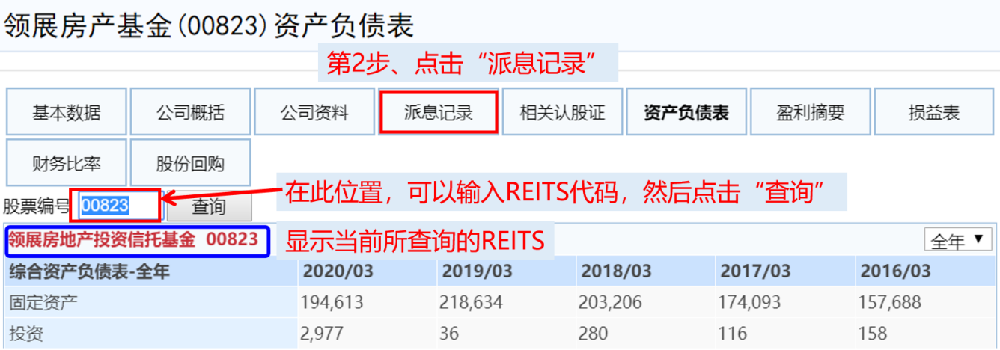 领展房产基金(00823)资产负债表
第2步、点击“派息记录”
基本数据 公司概括 公司资料 派息记录 相关认股证 资产负债表 盈利摘要 损益表
财务比率 股份回购
在此位置，可以输入REITS代码，然后点击“查询”
股票编号 00823 查询
领展房地产投资信托基金 00823 显示当前所查询的REITS 全年
综合资产负债表-全年 2020/03 2019/03 2018/03 2017/03 2016/03
固定资产 194,613 218,634 203,206 174,093 157,688
投资 2,977 36 280 116 158